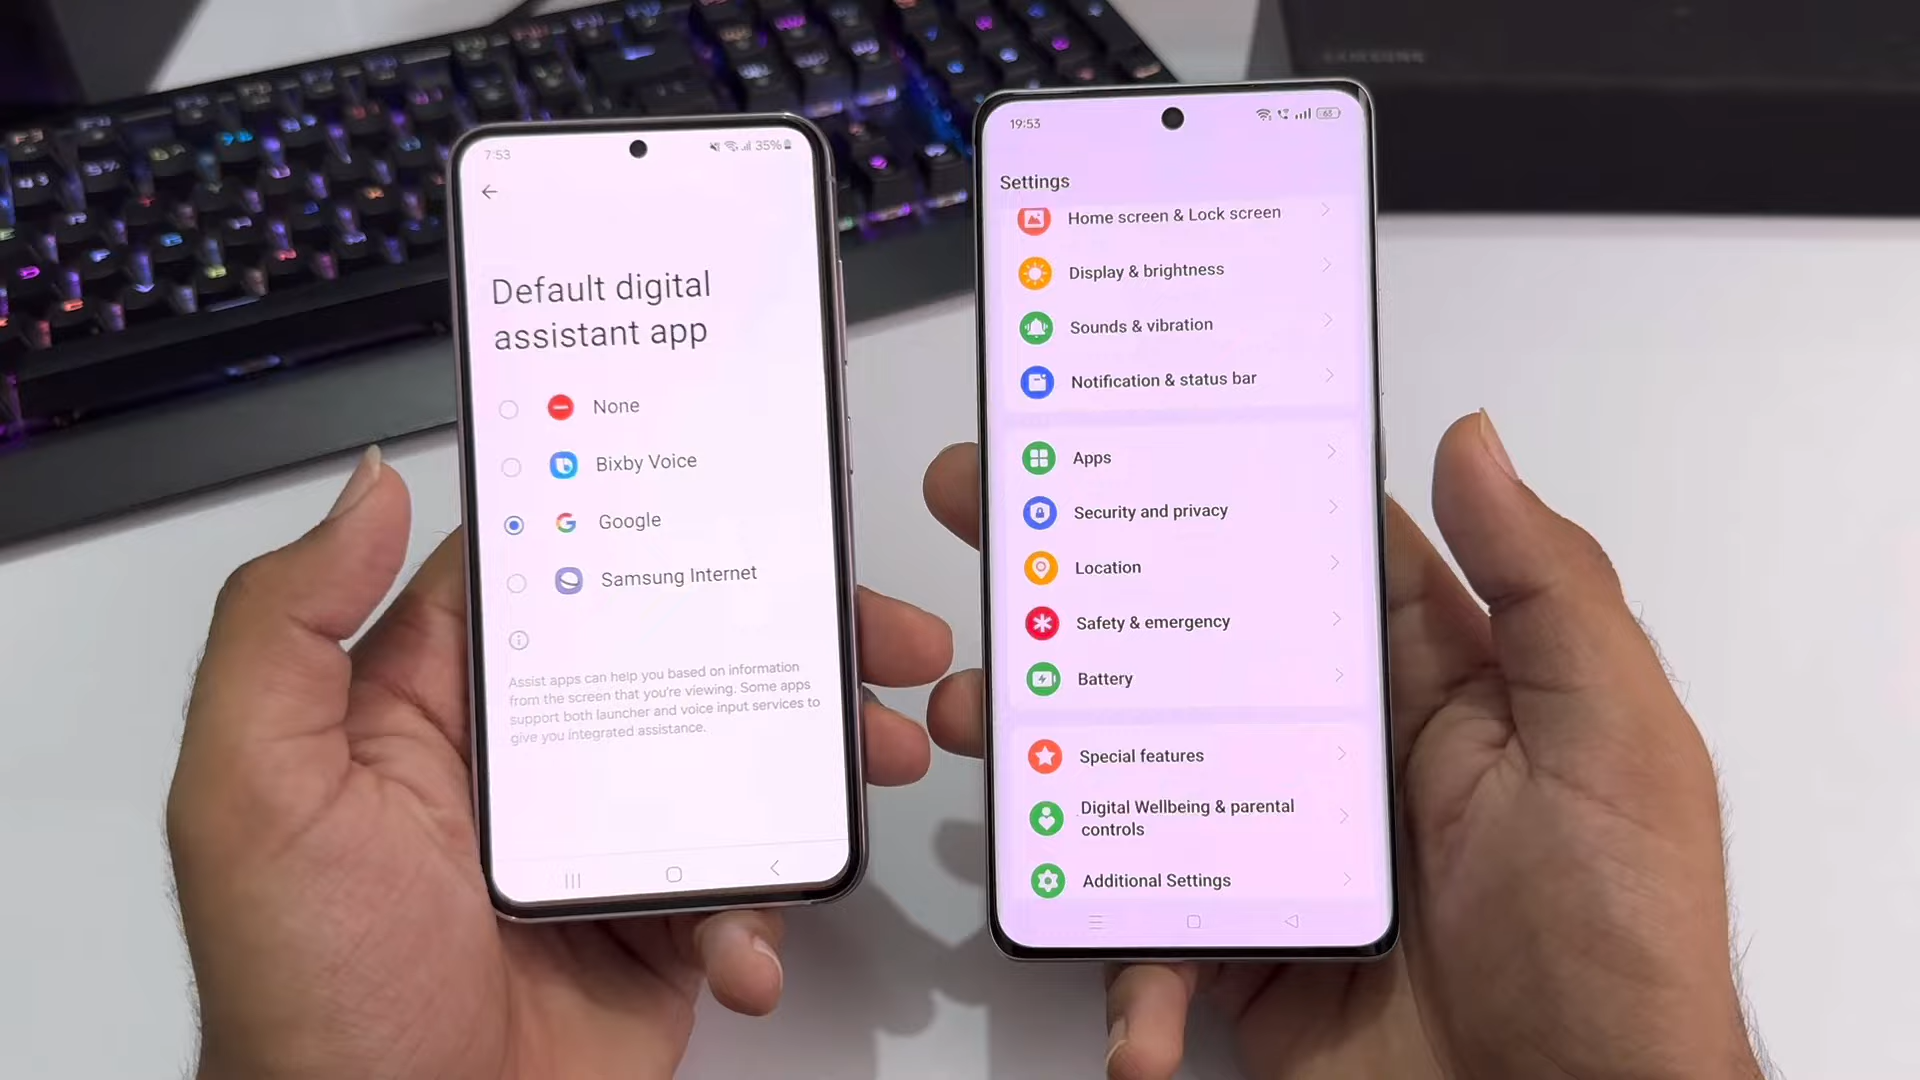 SAMSUNG
7:53
35%
Default digital
assistant app
None
Bixby Voice
Google
Samsung Internet
Assist apps can help you based on information
from the screen that you're viewing. Some apps
support both launcher and voice input services to
give you integrated assistance.
19:53
63
Settings
Home screen & Lock screen
Display & brightness
Sounds & vibration
Notification & status bar
Apps
Security and privacy
Location
Safety & emergency
Battery
Special features
Digital Wellbeing & parental
controls
Additional Settings